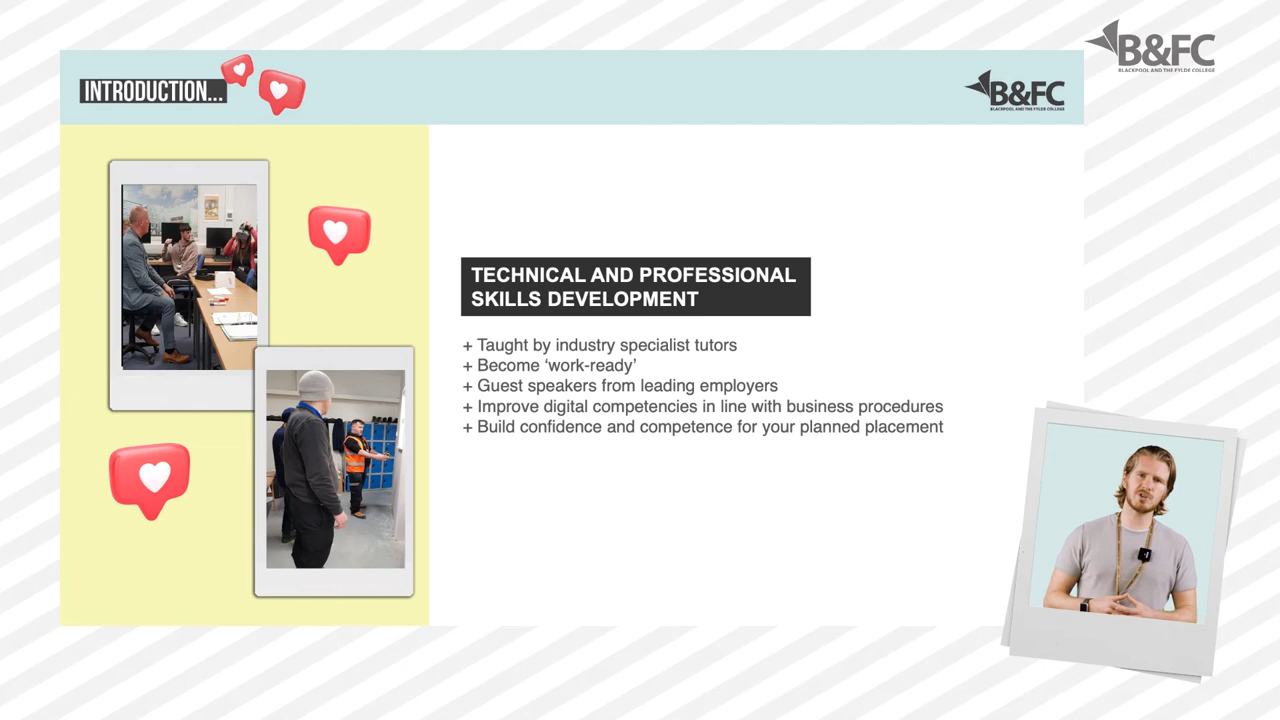 INTRODUCTION...
B&FC
BLACKPOOL AND THE FYLDE COLLEGE
B&FC
BLACKPOOL AND THE FYLDE COLLEGE
TECHNICAL AND PROFESSIONAL
SKILLS DEVELOPMENT
+ Taught by industry specialist tutors
+ Become ‘work-ready’
+ Guest speakers from leading employers
+ Improve digital competencies in line with business procedures
+ Build confidence and competence for your planned placement